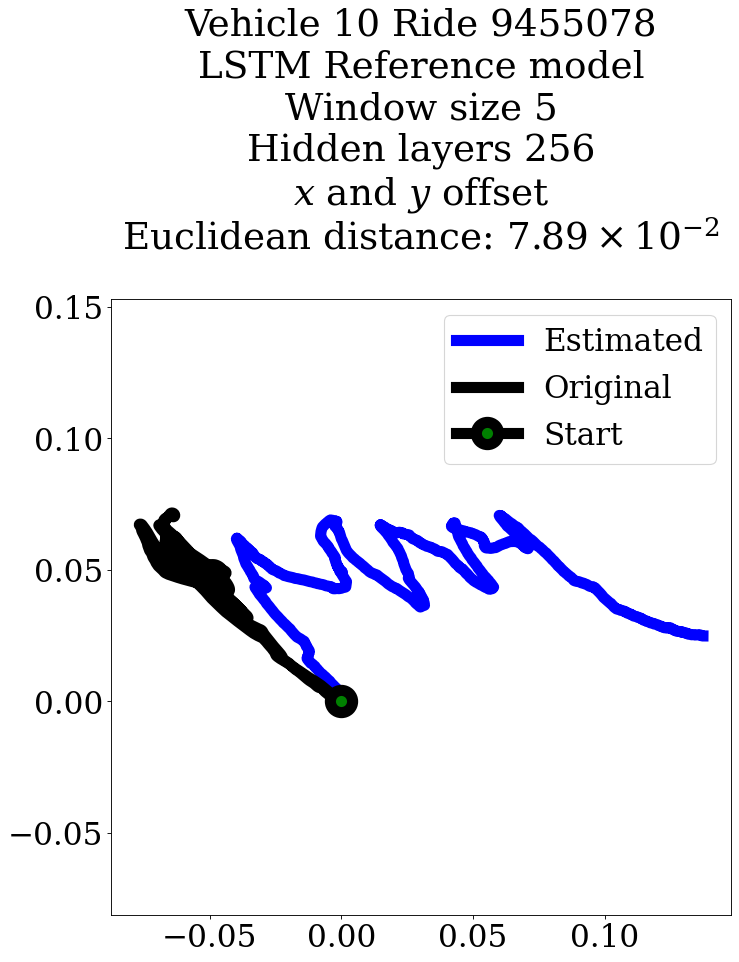 Vehicle 10 Ride 9455078
LSTM Reference model
Window size 5
Hidden layers 256
x and y offset
Euclidean distance: 7.89 × 10⁻²
0.15
0.10
0.05
0.00
−0.05
Estimated
Original
Start
−0.05 0.00 0.05 0.10